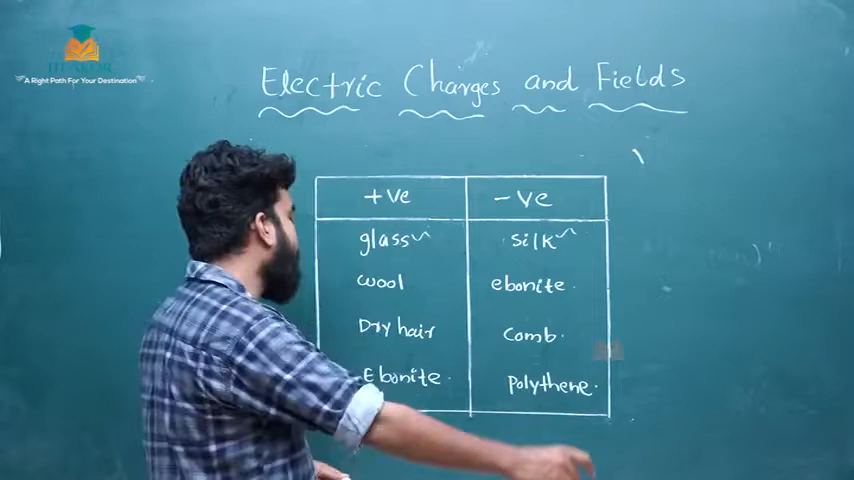 A Right Path For Your Destination
Electric Charges and Fields
+ve -ve
glass silk
wool ebonite
Dry hair Comb
Ebonite polythene